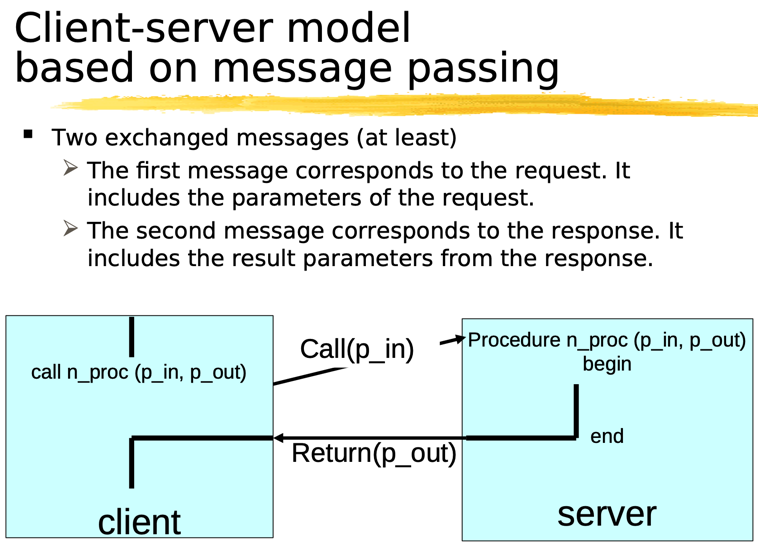 Client-server model
based on message passing
Two exchanged messages (at least)
The first message corresponds to the request. It
includes the parameters of the request.
The second message corresponds to the response. It
includes the result parameters from the response.
call n_proc (p_in, p_out)
Call(p_in)
Procedure n_proc (p_in, p_out)
begin
end
Return(p_out)
client
server